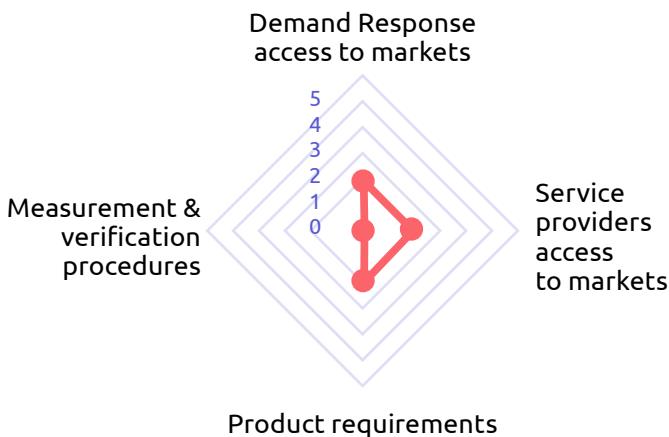 Demand Response
access to markets
5
4
3
2
1
0
Measurement &
verification
procedures
Service
providers
access
to markets
Product requirements